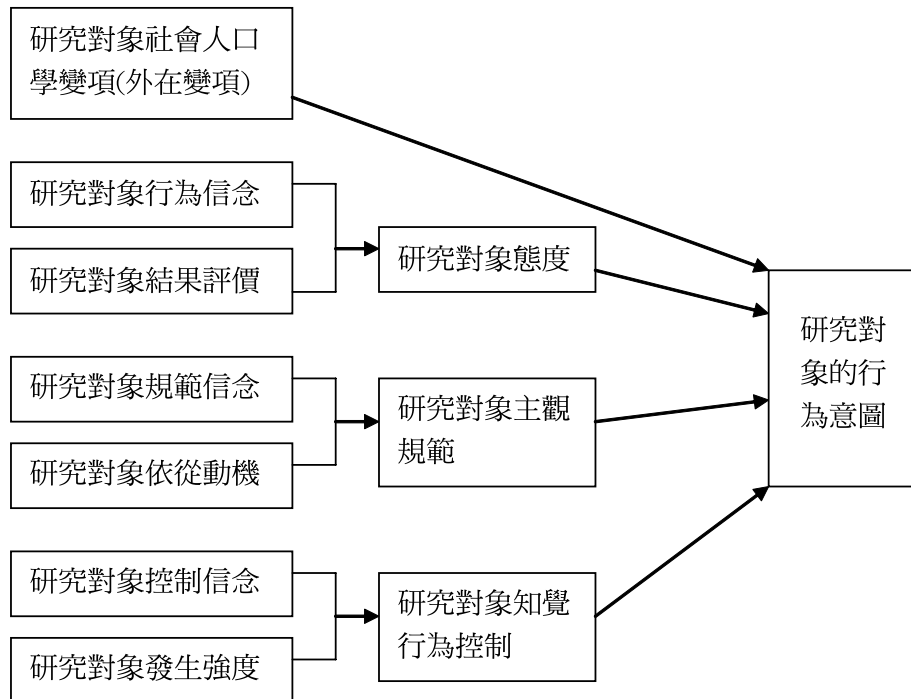 研究對象社會人口
學變項(外在變項)
研究對象行為信念
研究對象結果評價
研究對象態度
研究對象規範信念
研究對象依從動機
研究對象主觀
規範
研究對象控制信念
研究對象發生強度
研究對象知覺
行為控制
研究對
象的行
為意圖